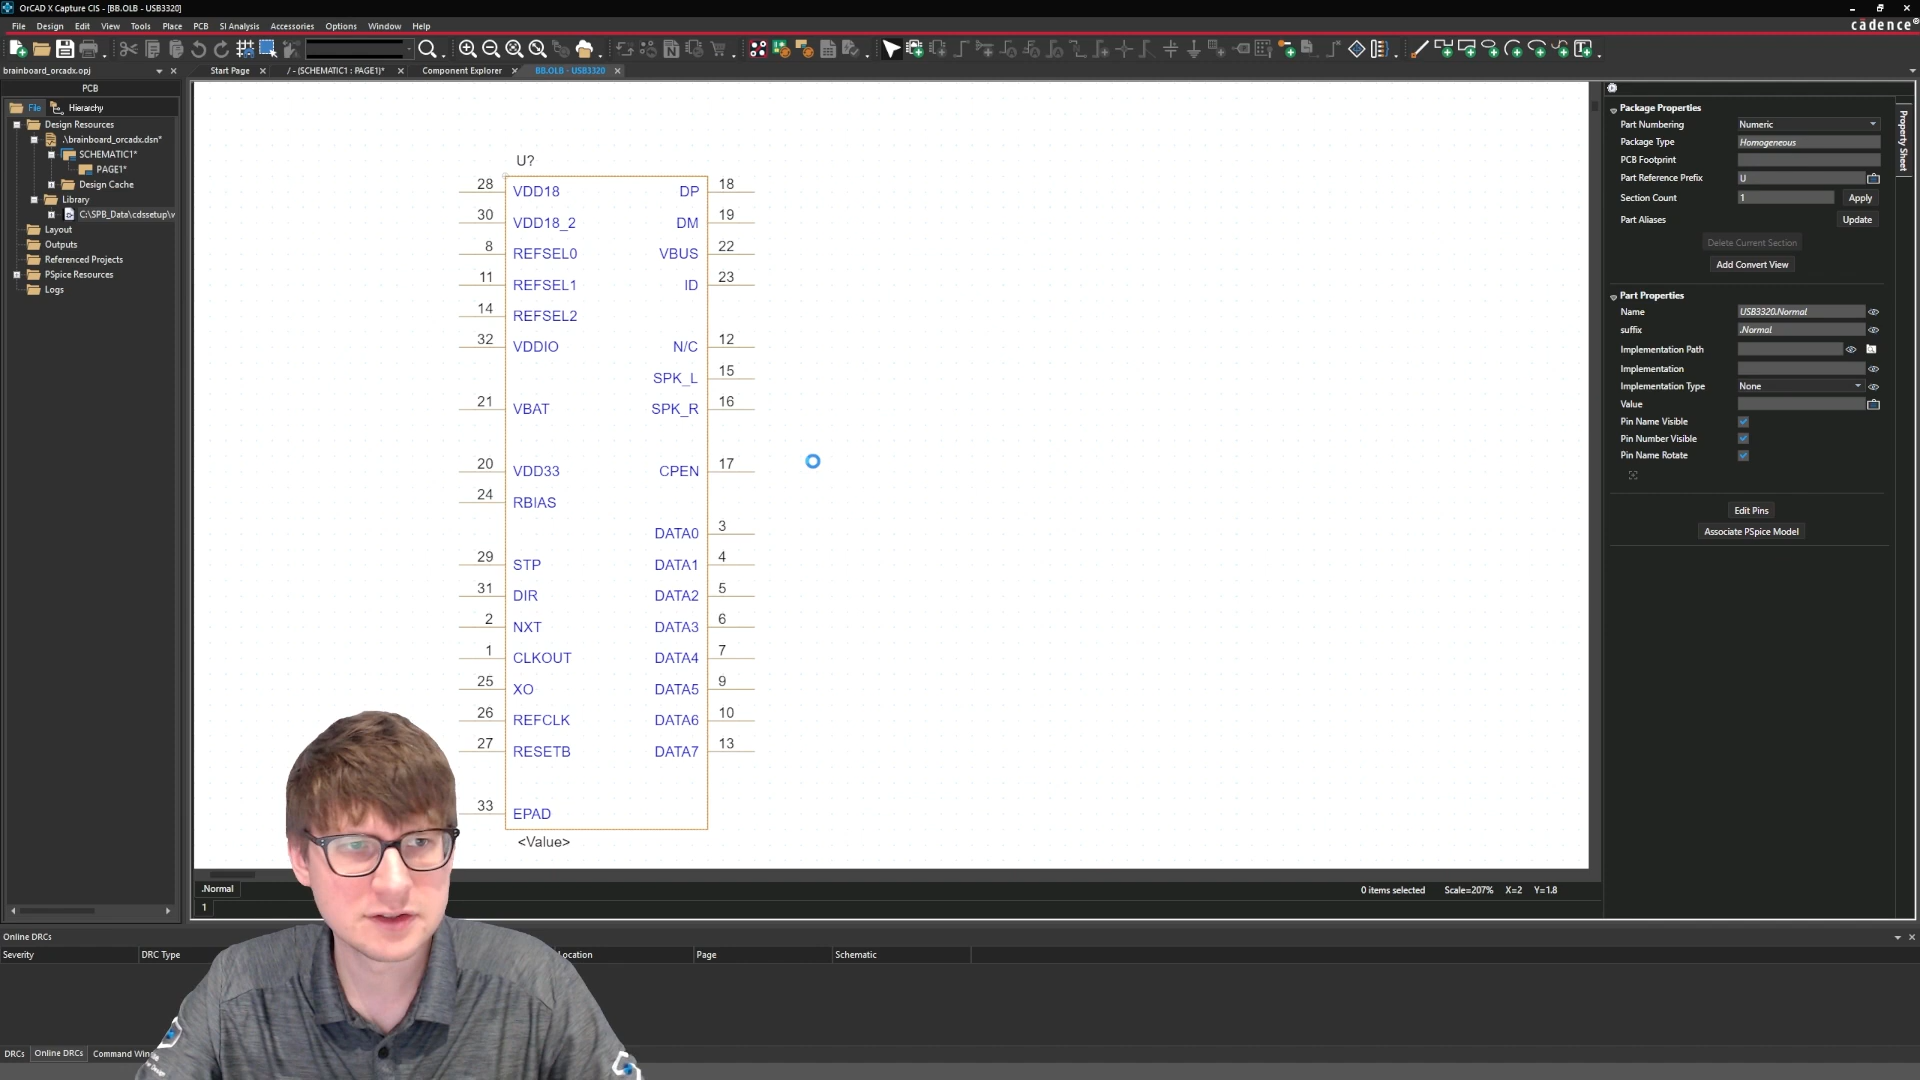 OrCAD X Capture CIS - [BB.OLB - USB3320]
File Design Edit View Tools Place PCB SI Analysis Accessories Options Window Help
cādence
brainboard_orcadx.opj
Start Page / - (SCHEMATIC1 : PAGE1)* Component Explorer BB.OLB - USB3320
PCB
File Hierarchy
Design Resources
.\brainboard_orcadx.dsn*
SCHEMATIC1*
PAGE1*
Design Cache
Library
C:\SPB_Data\cdssetup\w
Layout
Outputs
Referenced Projects
PSpice Resources
Logs
U?
28 VDD18 DP 18
30 VDD18_2 DM 19
8 REFSEL0 VBUS 22
11 REFSEL1 ID 23
14 REFSEL2
32 VDDIO N/C 12
SPK_L 15
21 VBAT SPK_R 16
20 VDD33 CPEN 17
24 RBIAS
DATA0 3
29 STP DATA1 4
31 DIR DATA2 5
2 NXT DATA3 6
1 CLKOUT DATA4 7
25 XO DATA5 9
26 REFCLK DATA6 10
27 RESETB DATA7 13
33 EPAD
<Value>
.Normal
1
0 items selected Scale=207% X=2 Y=1.8
Property Sheet
Package Properties
Part Numbering Numeric
Package Type Homogeneous
PCB Footprint
Part Reference Prefix U
Section Count 1 Apply
Part Aliases Update
Delete Current Section
Add Convert View
Part Properties
Name USB3320.Normal
suffix .Normal
Implementation Path
Implementation
Implementation Type None
Value
Pin Name Visible
Pin Number Visible
Pin Name Rotate
Edit Pins
Associate PSpice Model
Online DRCs
Severity DRC Type Location Page Schematic
DRCs Online DRCs Command Win